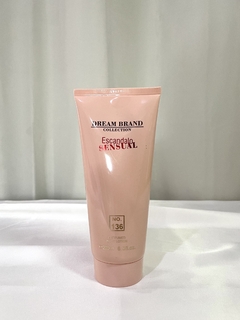 DREAM BRAND
COLLECTION
Escandalo
SENSUAL
NO.
136